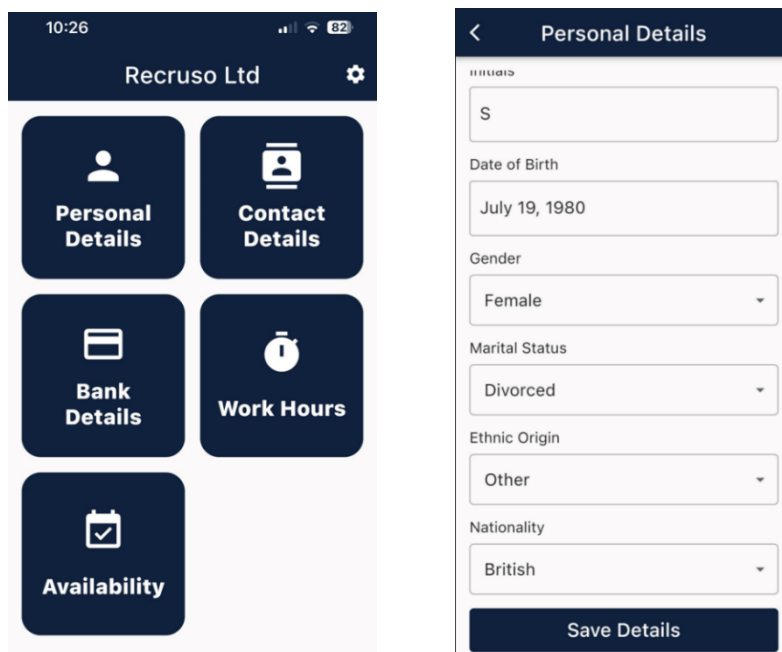 10:26
82
Recruso Ltd
Personal
Details
Contact
Details
Bank
Details
Work Hours
Availability
Personal Details
Initials
S
Date of Birth
July 19, 1980
Gender
Female
Marital Status
Divorced
Ethnic Origin
Other
Nationality
British
Save Details